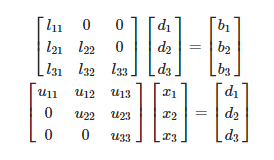 [l₁₁ 0 0] [d₁] [b₁]
[l₂₁ l₂₂ 0] [d₂] = [b₂]
[l₃₁ l₃₂ l₃₃] [d₃] [b₃]
[u₁₁ u₁₂ u₁₃] [x₁] [d₁]
[0 u₂₂ u₂₃] [x₂] = [d₂]
[0 0 u₃₃] [x₃] [d₃]